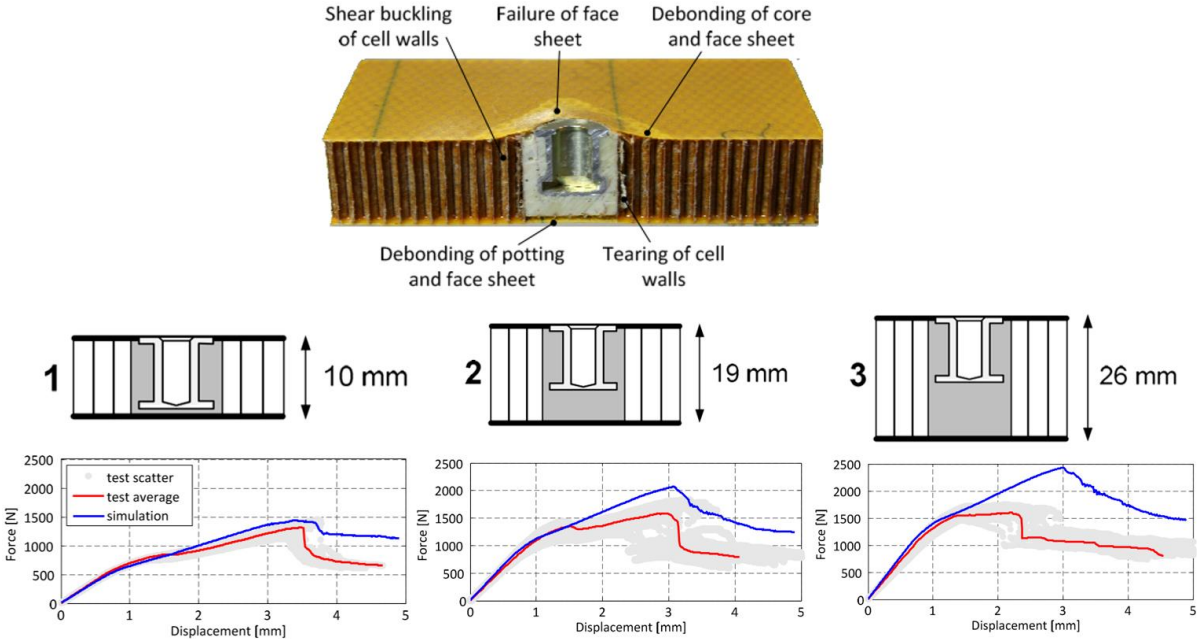 Shear buckling
of cell walls
Failure of face
sheet
Debonding of core
and face sheet
Debonding of potting
and face sheet
Tearing of cell
walls
1
10 mm
2
19 mm
3
26 mm
2500
2000
1500
1000
500
0
Force [N]
test scatter
test average
simulation
0 1 2 3 4 5
Displacement [mm]
2500
2000
1500
1000
500
0
Force [N]
0 1 2 3 4 5
Displacement [mm]
2500
2000
1500
1000
500
0
Force [N]
0 1 2 3 4 5
Displacement [mm]